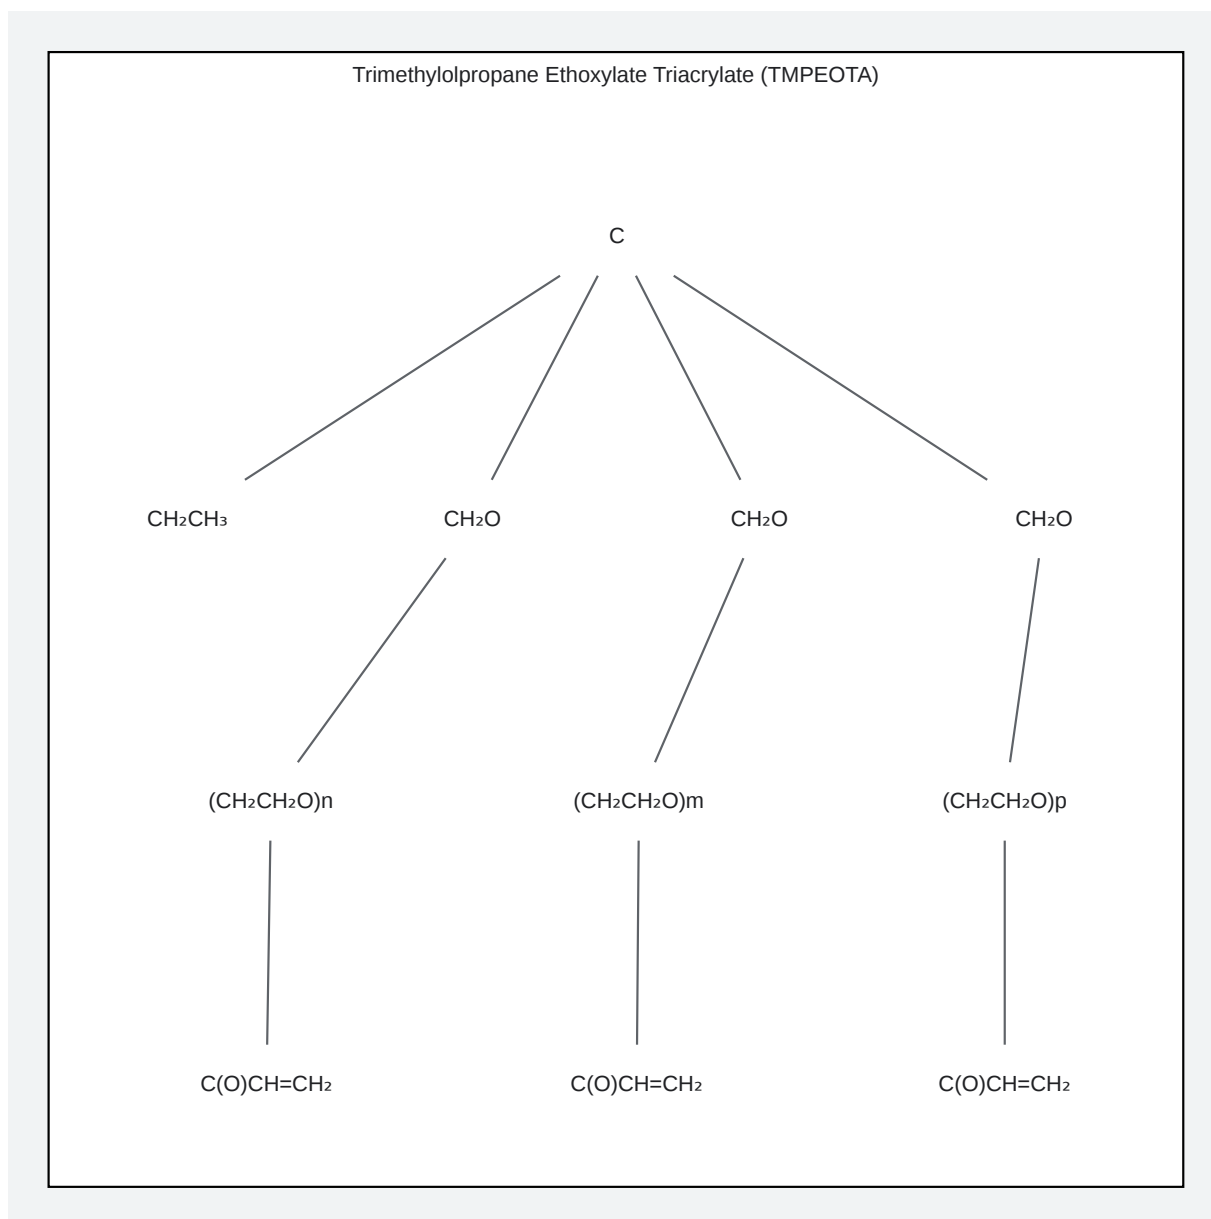 Trimethylolpropane Ethoxylate Triacrylate (TMPEOTA)
C
CH₂CH₃ CH₂O CH₂O CH₂O
(CH₂CH₂O)n (CH₂CH₂O)m (CH₂CH₂O)p
C(O)CH=CH₂ C(O)CH=CH₂ C(O)CH=CH₂